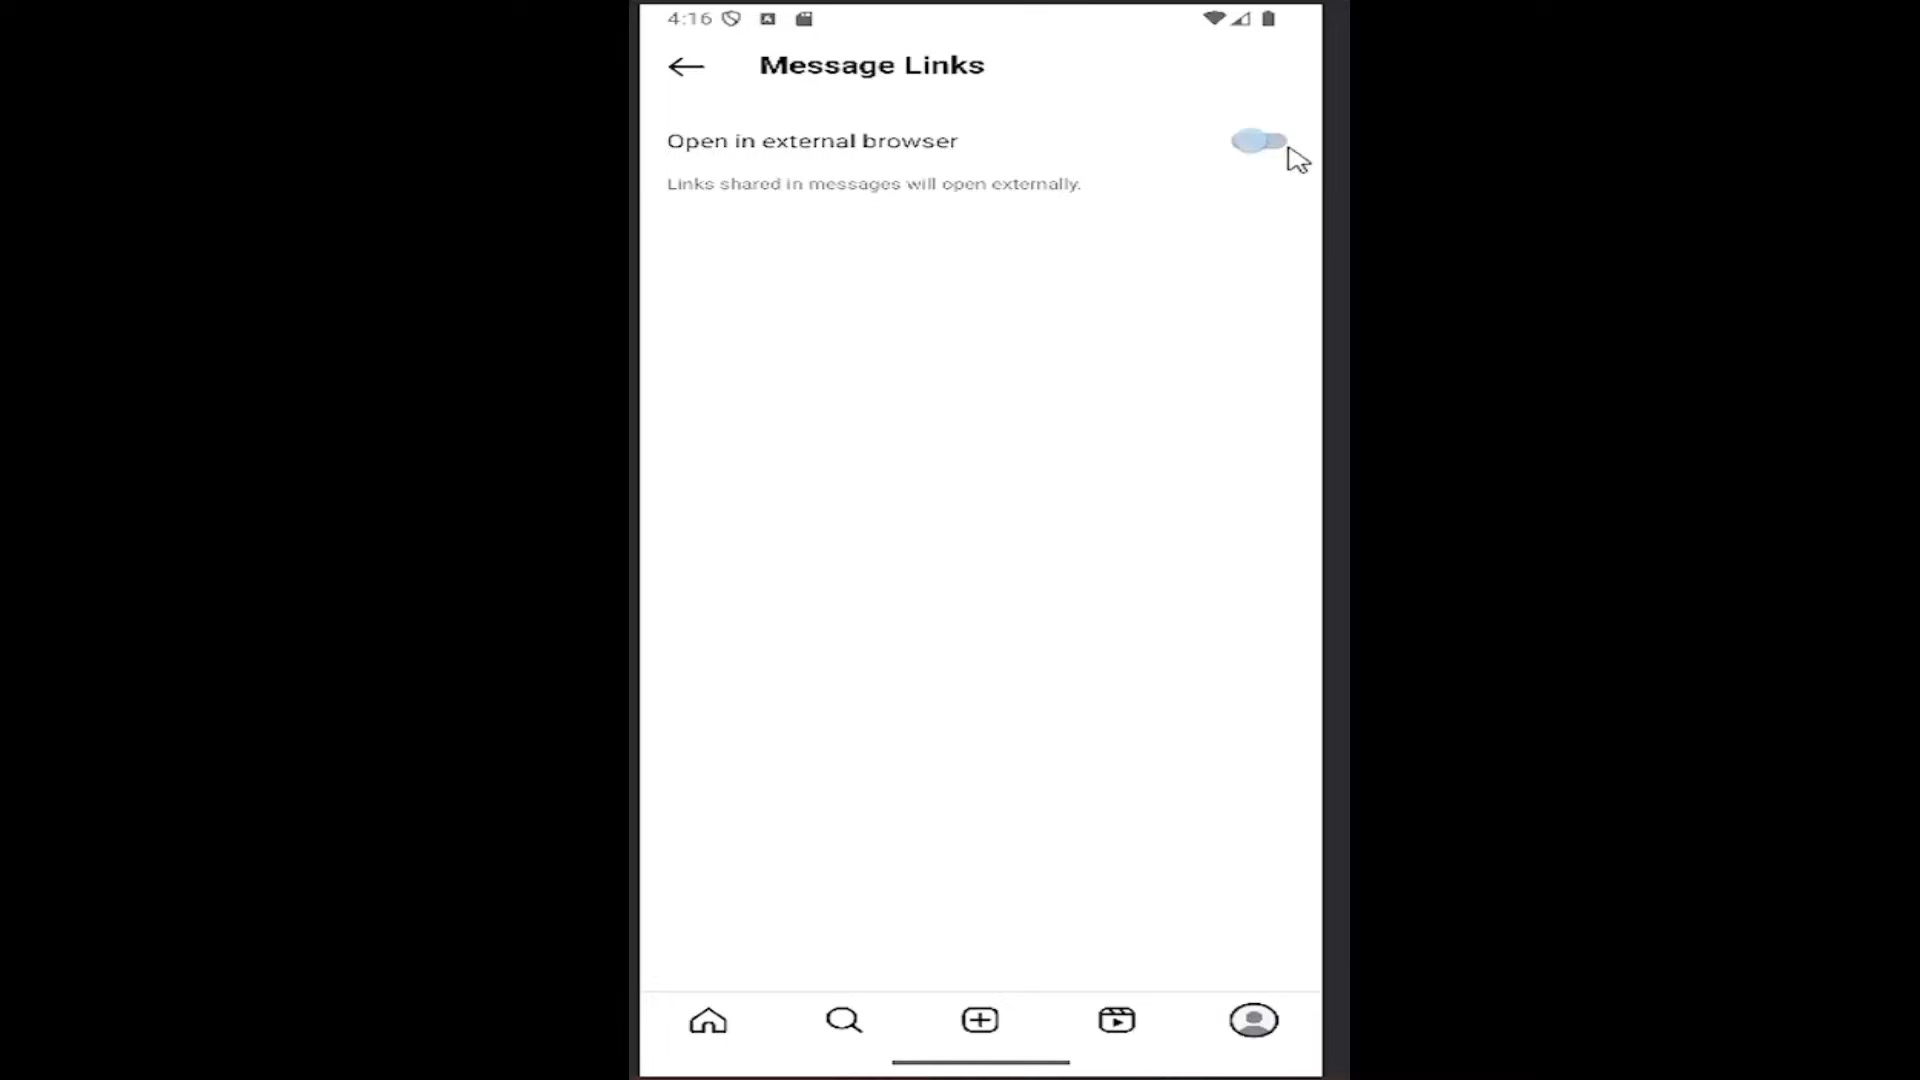 4:16
Message Links
Open in external browser
Links shared in messages will open externally.